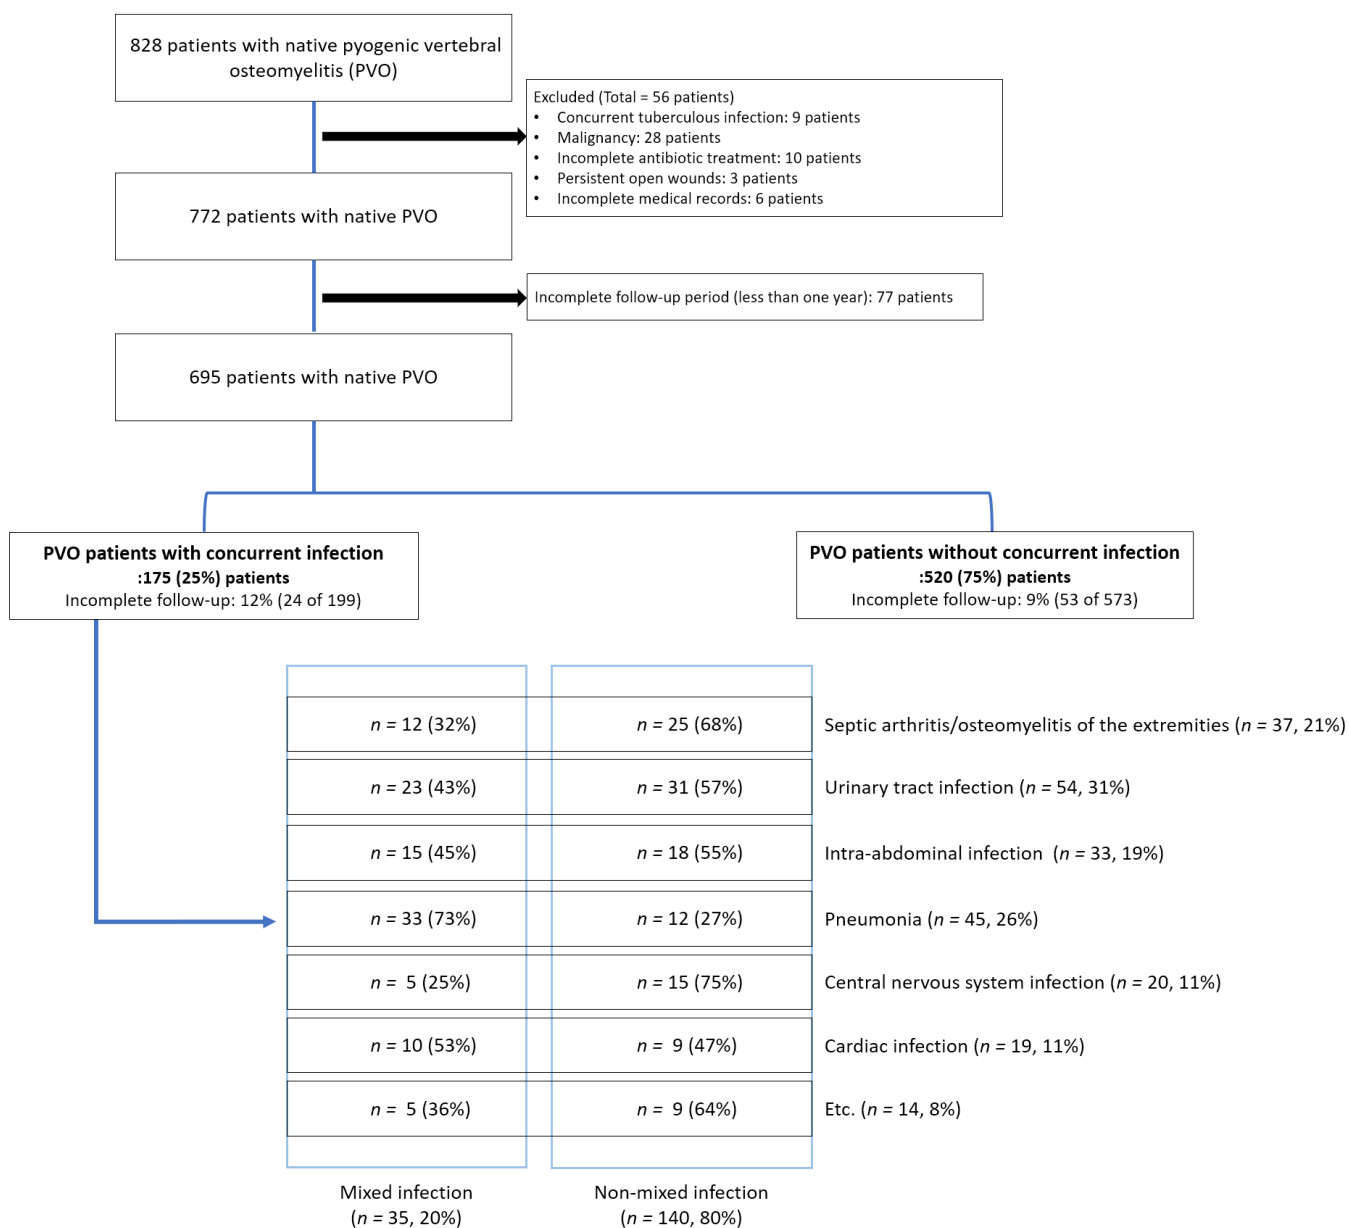 828 patients with native pyogenic vertebral
osteomyelitis (PVO)
Excluded (Total = 56 patients)
• Concurrent tuberculous infection: 9 patients
• Malignancy: 28 patients
• Incomplete antibiotic treatment: 10 patients
• Persistent open wounds: 3 patients
• Incomplete medical records: 6 patients
772 patients with native PVO
Incomplete follow-up period (less than one year): 77 patients
695 patients with native PVO
PVO patients with concurrent infection
:175 (25%) patients
Incomplete follow-up: 12% (24 of 199)
PVO patients without concurrent infection
:520 (75%) patients
Incomplete follow-up: 9% (53 of 573)
n = 12 (32%) n = 25 (68%) Septic arthritis/osteomyelitis of the extremities (n = 37, 21%)
n = 23 (43%) n = 31 (57%) Urinary tract infection (n = 54, 31%)
n = 15 (45%) n = 18 (55%) Intra-abdominal infection (n = 33, 19%)
n = 33 (73%) n = 12 (27%) Pneumonia (n = 45, 26%)
n = 5 (25%) n = 15 (75%) Central nervous system infection (n = 20, 11%)
n = 10 (53%) n = 9 (47%) Cardiac infection (n = 19, 11%)
n = 5 (36%) n = 9 (64%) Etc. (n = 14, 8%)
Mixed infection
(n = 35, 20%)
Non-mixed infection
(n = 140, 80%)